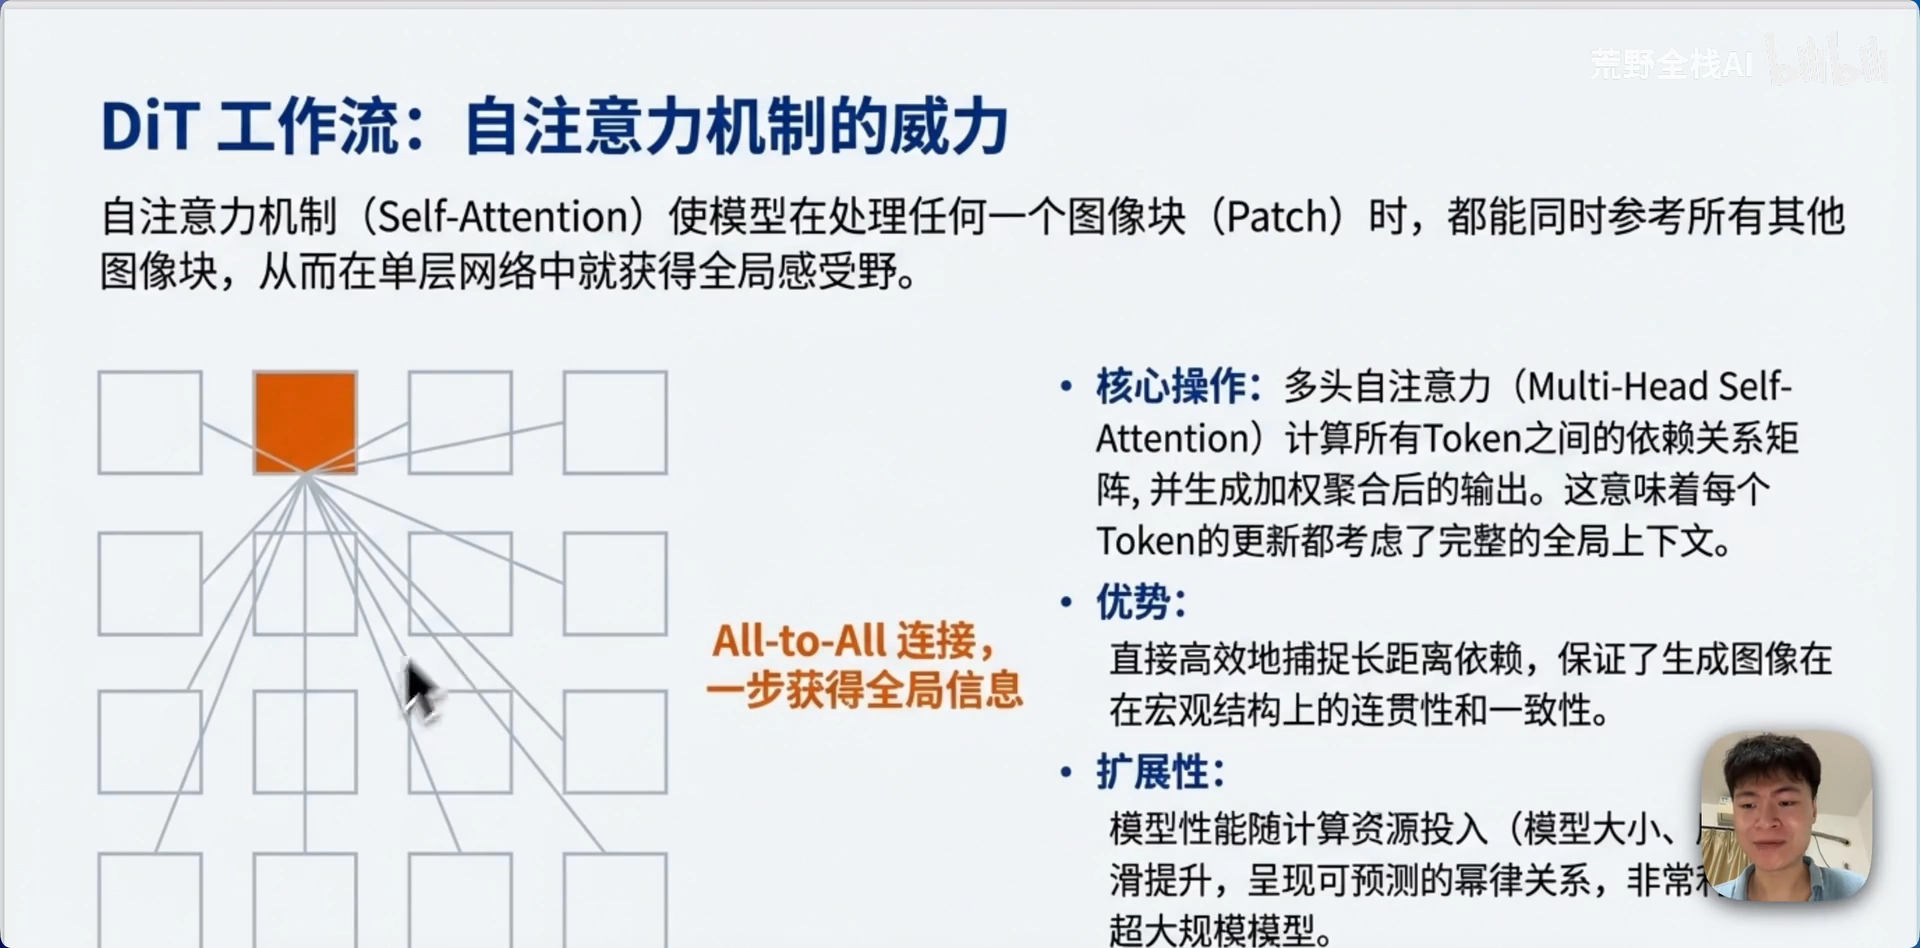 荒野全栈AI bilibili
DiT 工作流：自注意力机制的威力
自注意力机制（Self-Attention）使模型在处理任何一个图像块（Patch）时，都能同时参考所有其他
图像块，从而在单层网络中就获得全局感受野。
All-to-All 连接，
一步获得全局信息
• 核心操作：多头自注意力（Multi-Head Self-
Attention）计算所有Token之间的依赖关系矩
阵, 并生成加权聚合后的输出。这意味着每个
Token的更新都考虑了完整的全局上下文。
• 优势：
直接高效地捕捉长距离依赖，保证了生成图像在
在宏观结构上的连贯性和一致性。
• 扩展性：
模型性能随计算资源投入（模型大小、
滑提升，呈现可预测的幂律关系，非常
超大规模模型。